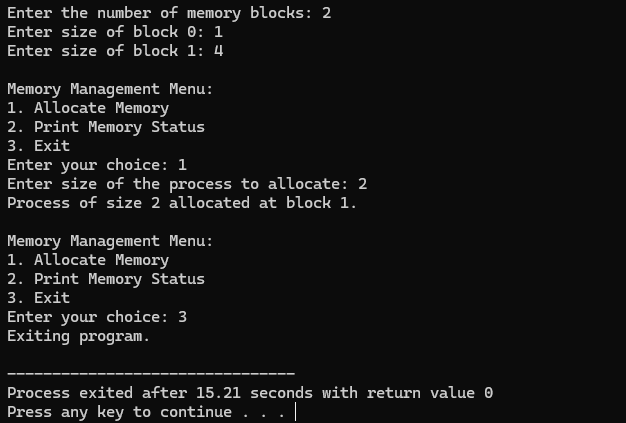 Enter the number of memory blocks: 2
Enter size of block 0: 1
Enter size of block 1: 4
Memory Management Menu:
1. Allocate Memory
2. Print Memory Status
3. Exit
Enter your choice: 1
Enter size of the process to allocate: 2
Process of size 2 allocated at block 1.
Memory Management Menu:
1. Allocate Memory
2. Print Memory Status
3. Exit
Enter your choice: 3
Exiting program.
--------------------------------
Process exited after 15.21 seconds with return value 0
Press any key to continue . . .